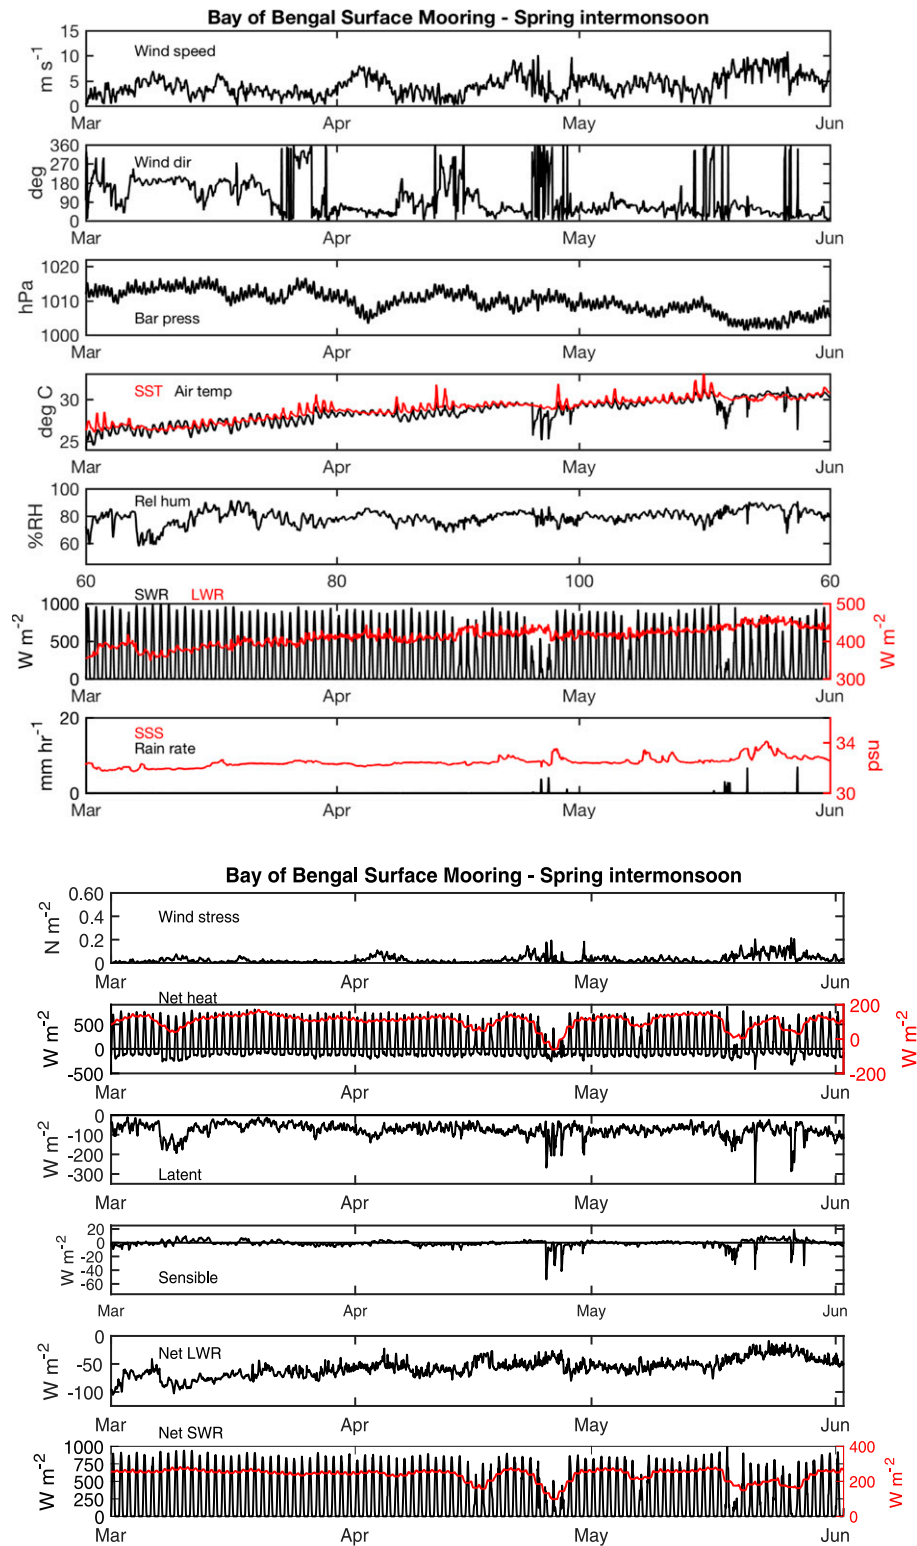 Bay of Bengal Surface Mooring - Spring intermonsoon
15
10
5
0
m s⁻¹
Wind speed
Mar Apr May Jun
360
270
180
90
0
deg
Wind dir
Mar Apr May Jun
1020
1010
1000
hPa
Bar press
Mar Apr May Jun
30
25
deg C
SST Air temp
Mar Apr May Jun
100
80
60
%RH
Rel hum
60 80 100 60
SWR LWR
1000
500
0
W m⁻²
500
400
300
W m⁻²
Mar Apr May Jun
20
0
mm hr⁻¹
SSS
Rain rate
34
30
psu
Mar Apr May Jun
Bay of Bengal Surface Mooring - Spring intermonsoon
0.60
0.4
0.2
0
N m⁻²
Wind stress
Mar Apr May Jun
Net heat
500
0
-500
W m⁻²
200
0
-200
W m⁻²
Mar Apr May Jun
0
-100
-200
-300
W m⁻²
Latent
Mar Apr May Jun
20
0
-20
-40
-60
W m⁻²
Sensible
Mar Apr May Jun
0
-50
-100
W m⁻²
Net LWR
Mar Apr May Jun
Net SWR
1000
750
500
250
0
W m⁻²
400
200
0
W m⁻²
Mar Apr May Jun